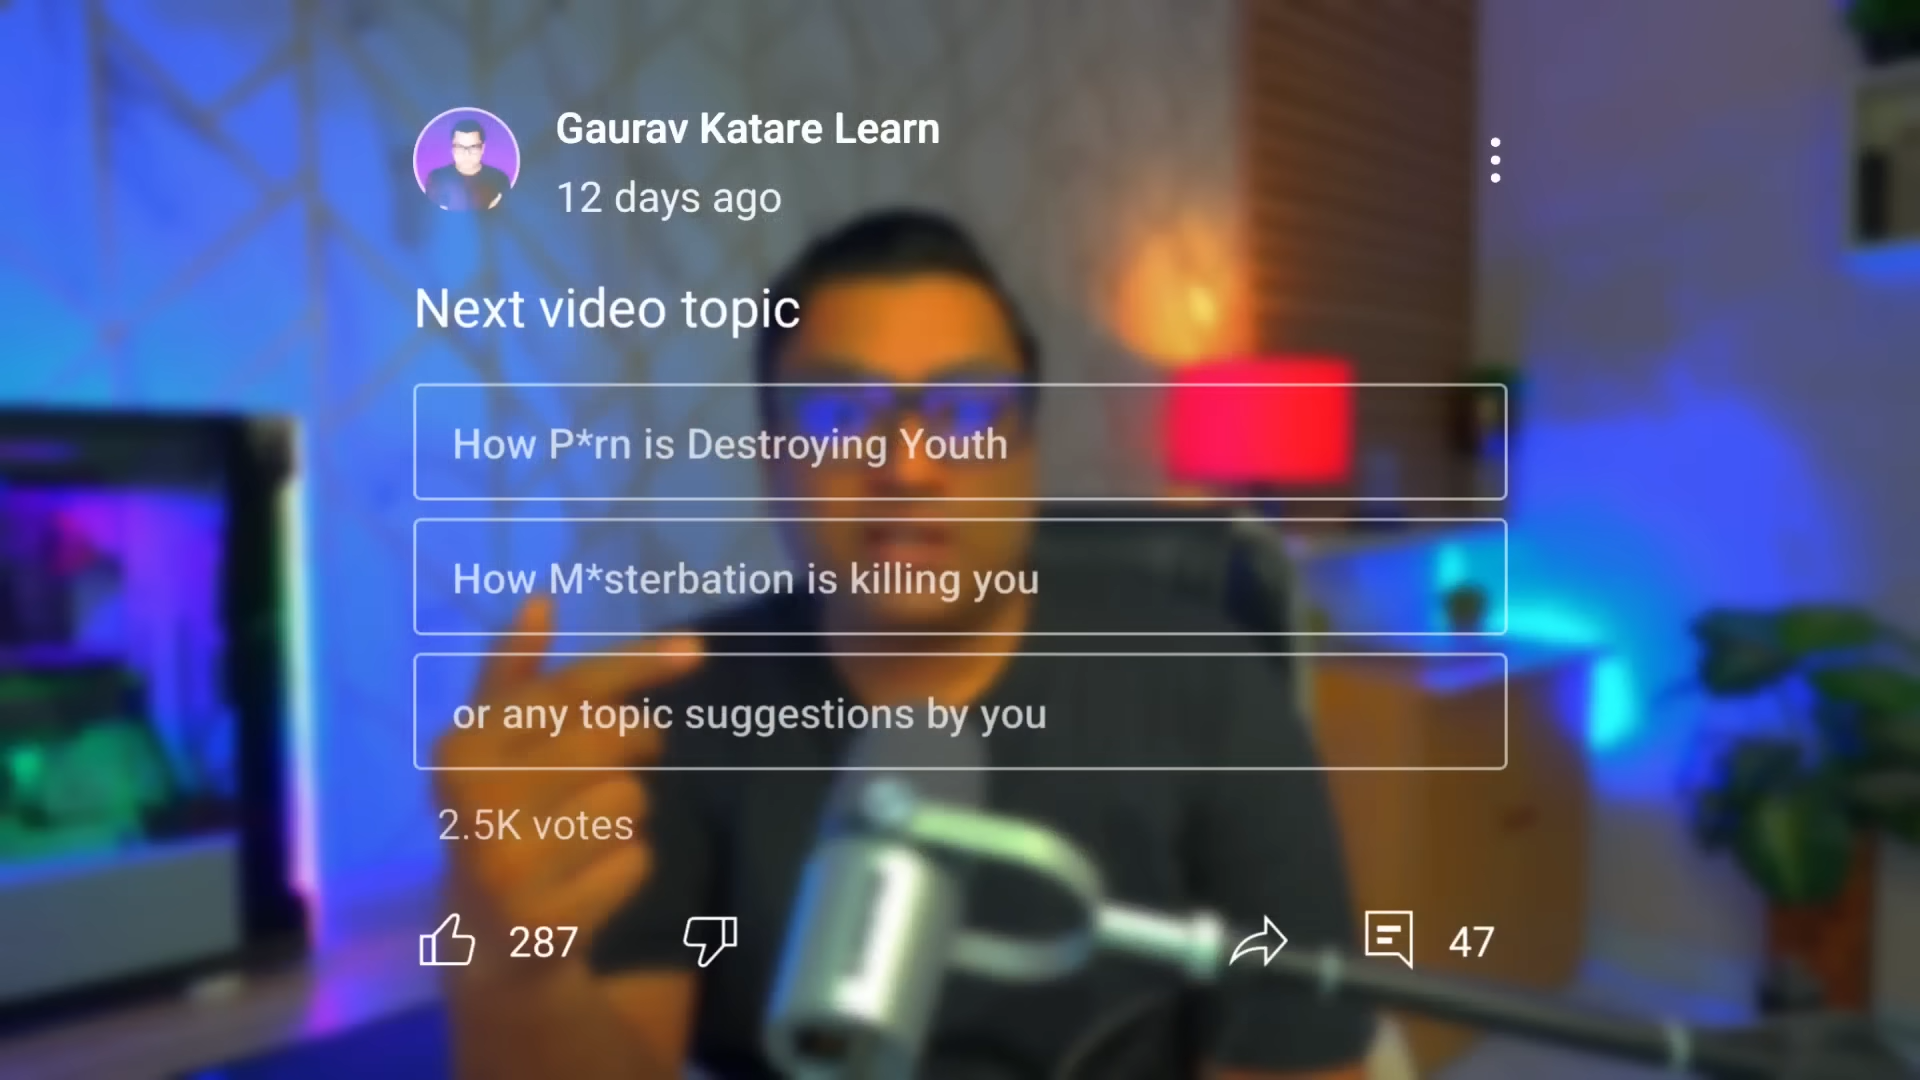 Gaurav Katare Learn
12 days ago
Next video topic
How P*rn is Destroying Youth
How M*sterbation is killing you
or any topic suggestions by you
2.5K votes
287
47